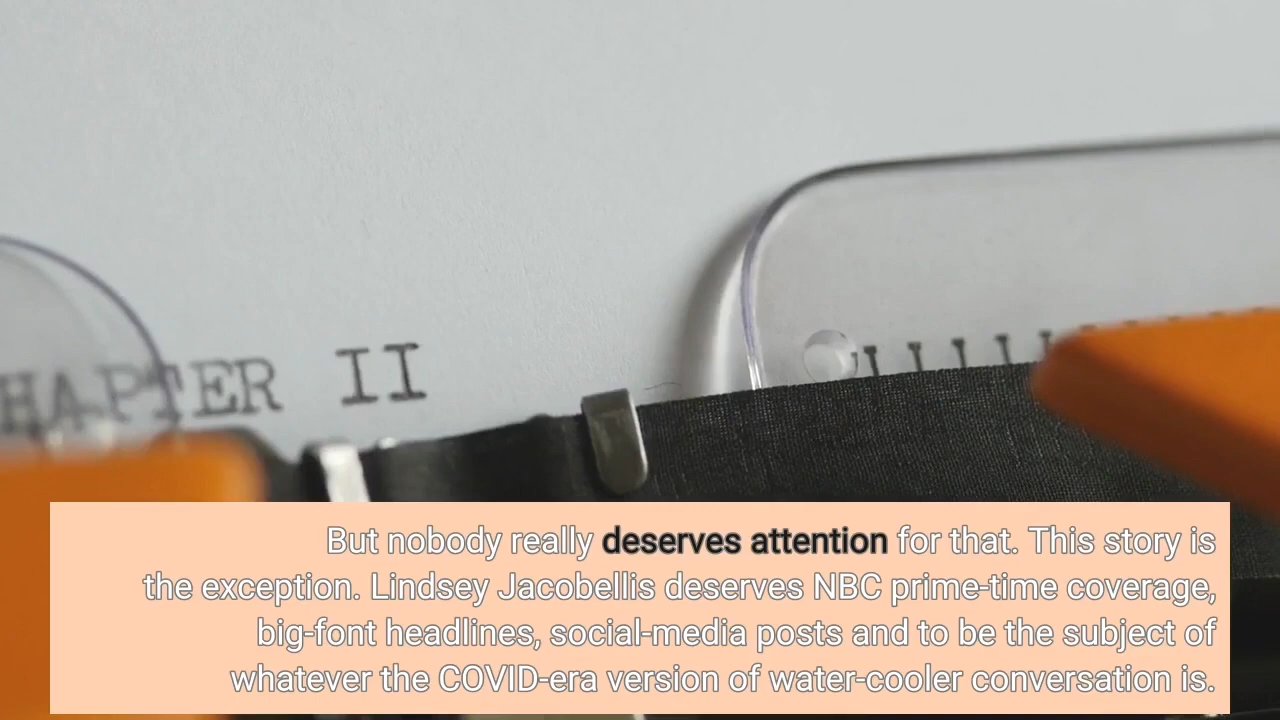 HAPTER II
But nobody really deserves attention for that. This story is
the exception. Lindsey Jacobellis deserves NBC prime-time coverage,
big-font headlines, social-media posts and to be the subject of
whatever the COVID-era version of water-cooler conversation is.